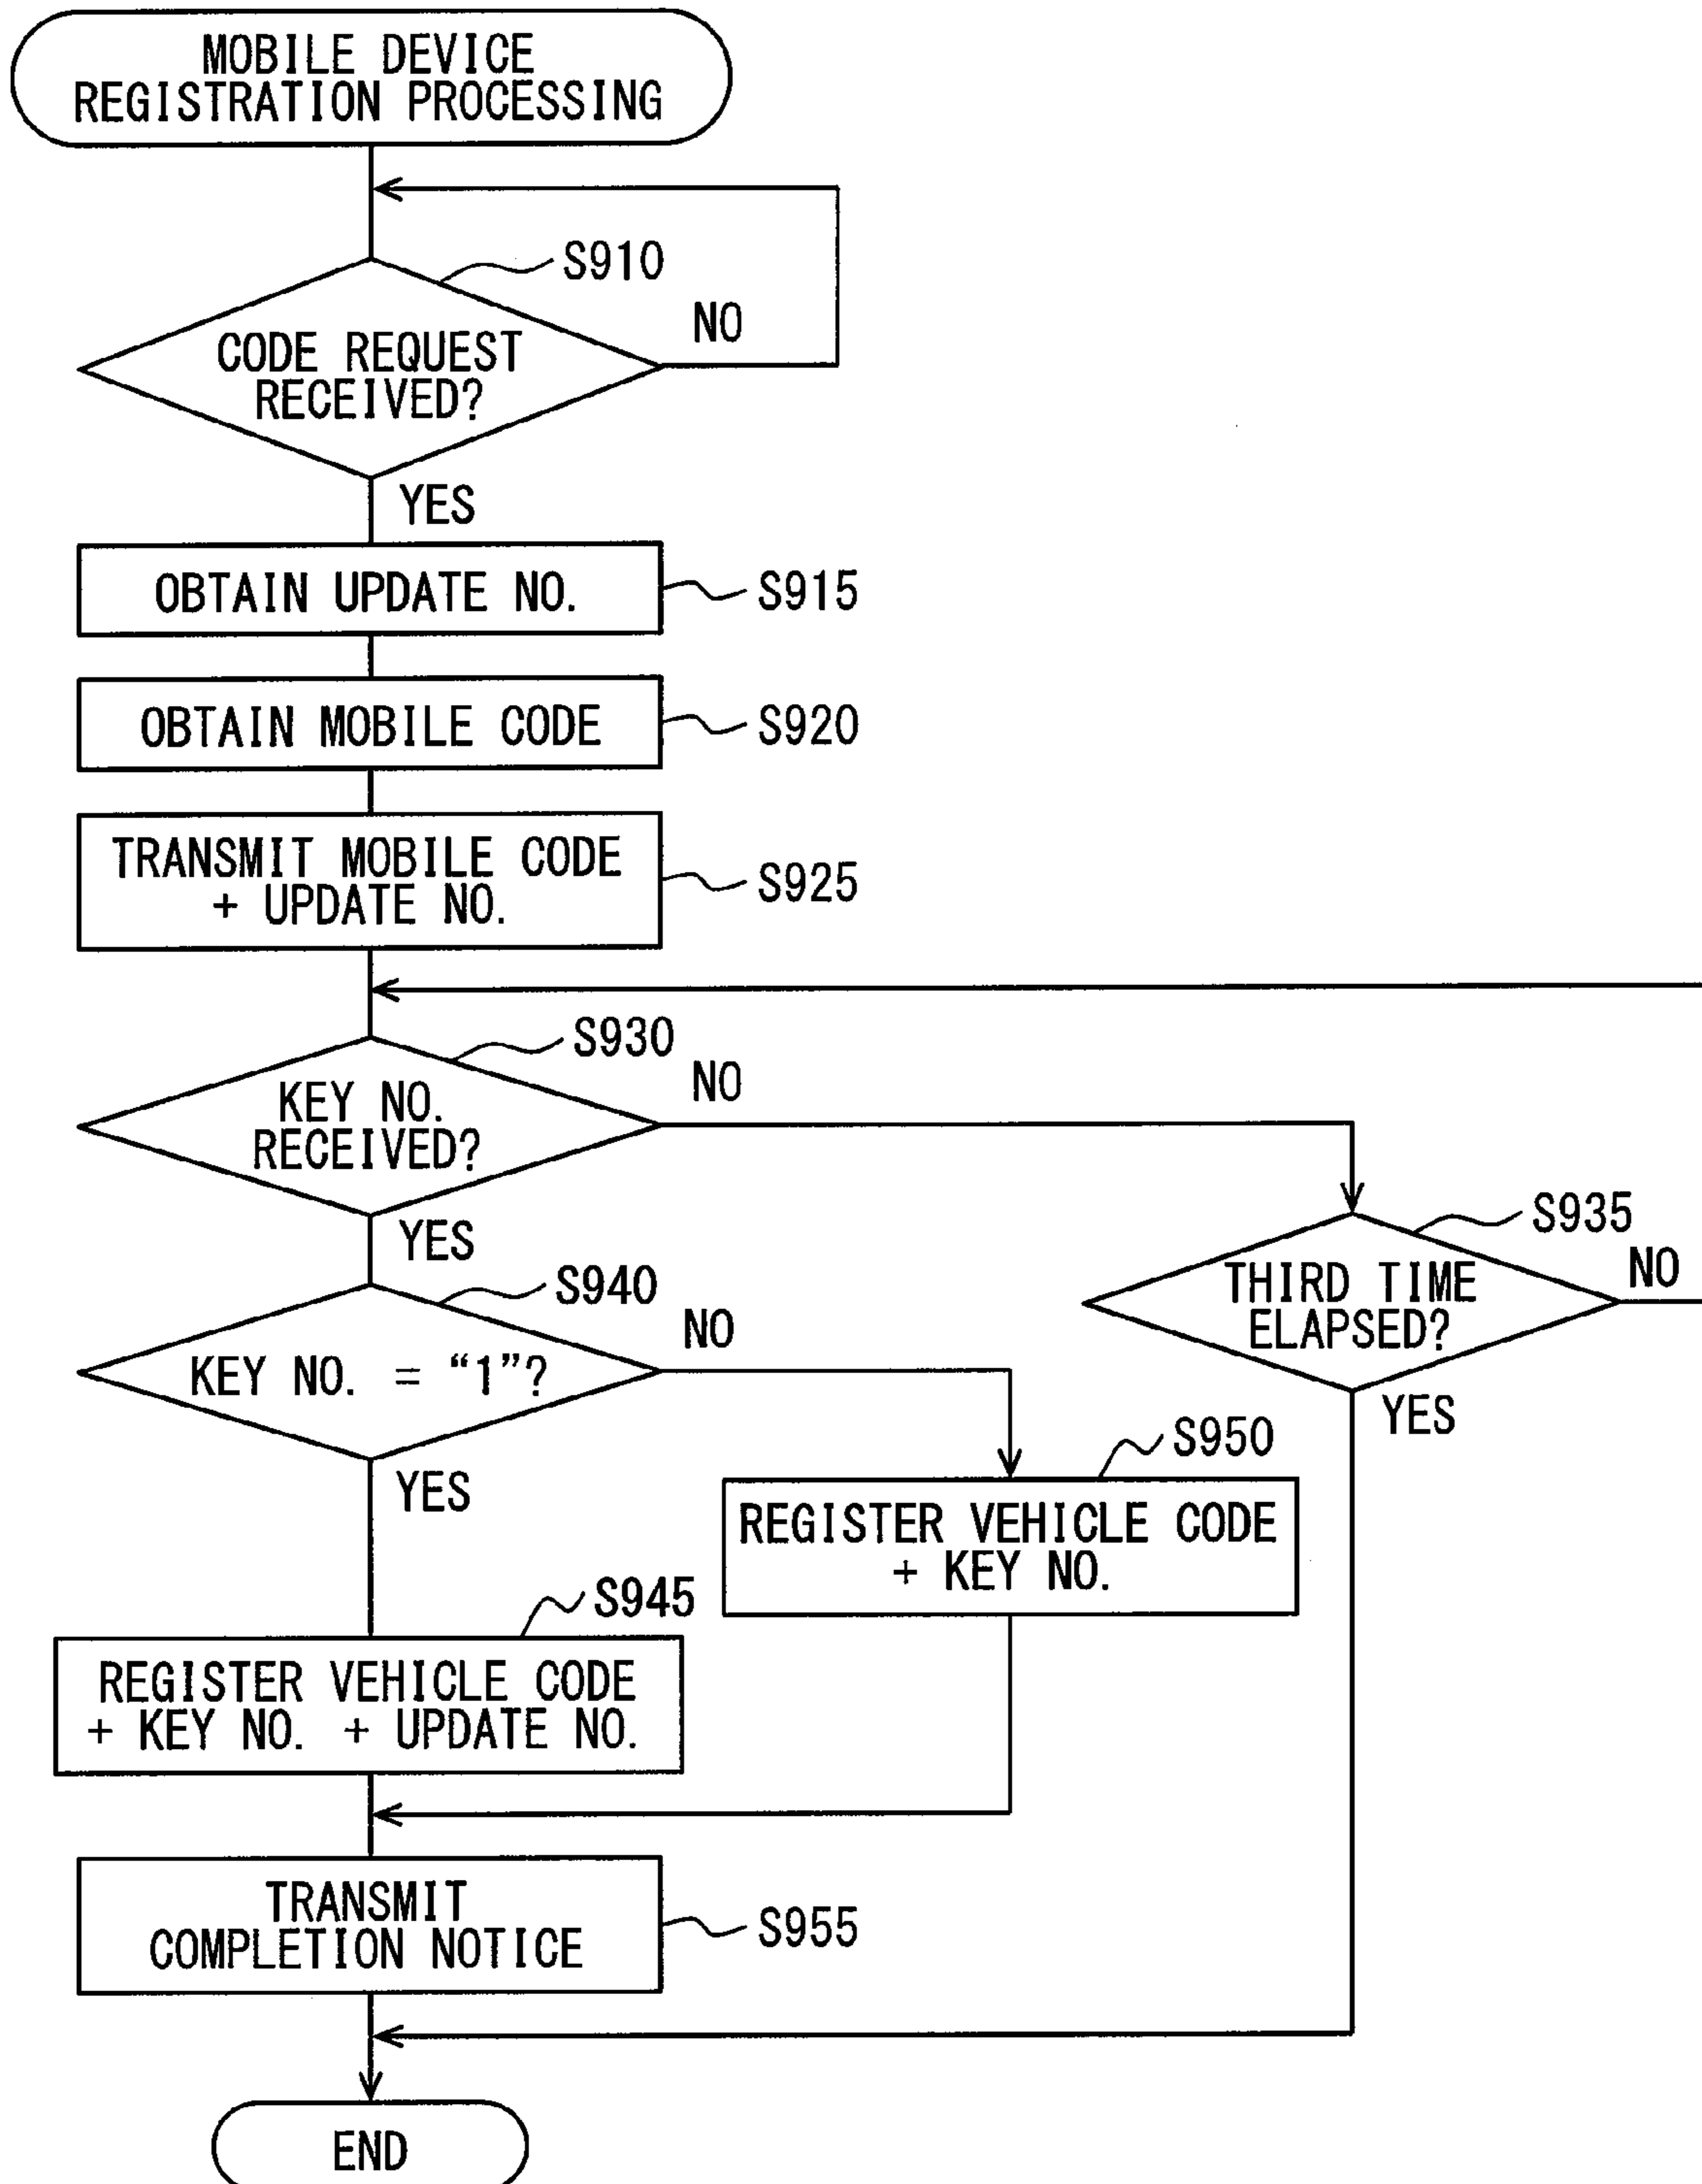 MOBILE DEVICE
REGISTRATION PROCESSING
S910
NO
CODE REQUEST
RECEIVED?
YES
OBTAIN UPDATE NO.
S915
OBTAIN MOBILE CODE
S920
TRANSMIT MOBILE CODE
+ UPDATE NO.
S925
S930
NO
KEY NO.
RECEIVED?
YES
S935
NO
THIRD TIME
ELAPSED?
YES
S940
NO
KEY NO. = “1”?
YES
S950
REGISTER VEHICLE CODE
+ KEY NO.
S945
REGISTER VEHICLE CODE
+ KEY NO. + UPDATE NO.
TRANSMIT
COMPLETION NOTICE
S955
END